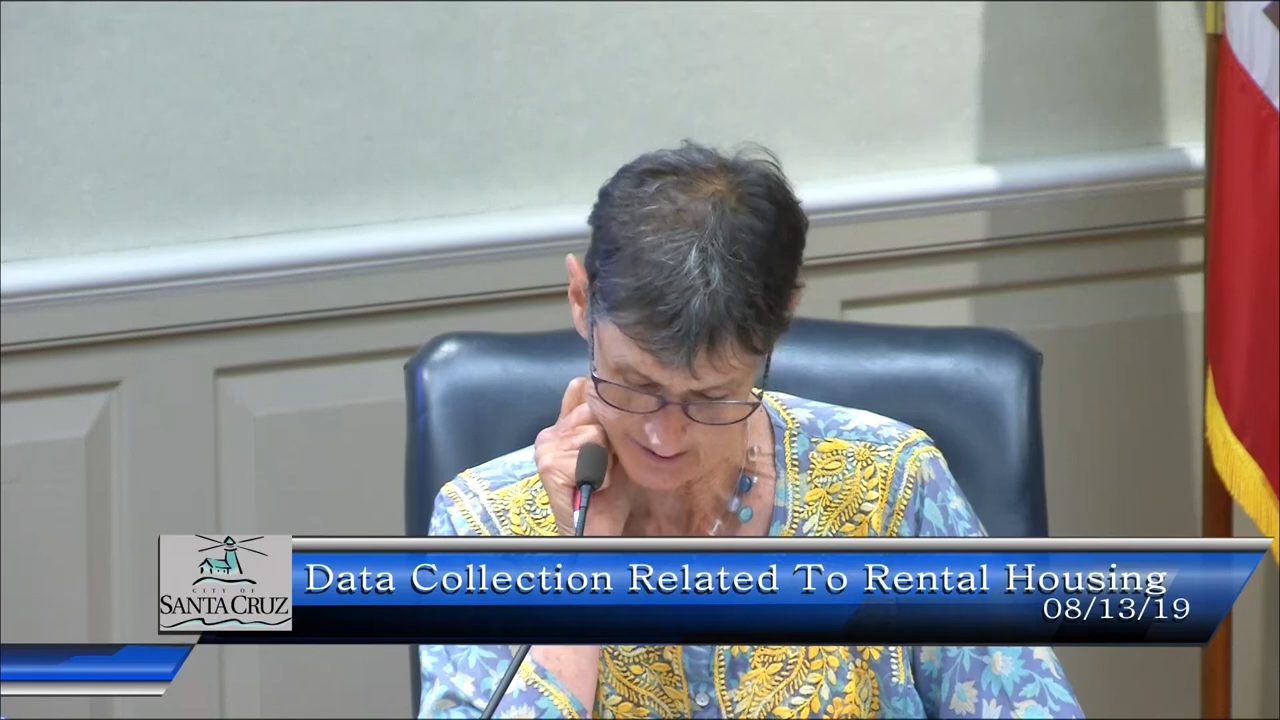 Data Collection Related To Rental Housing
CITY OF
SANTA CRUZ
08/13/19